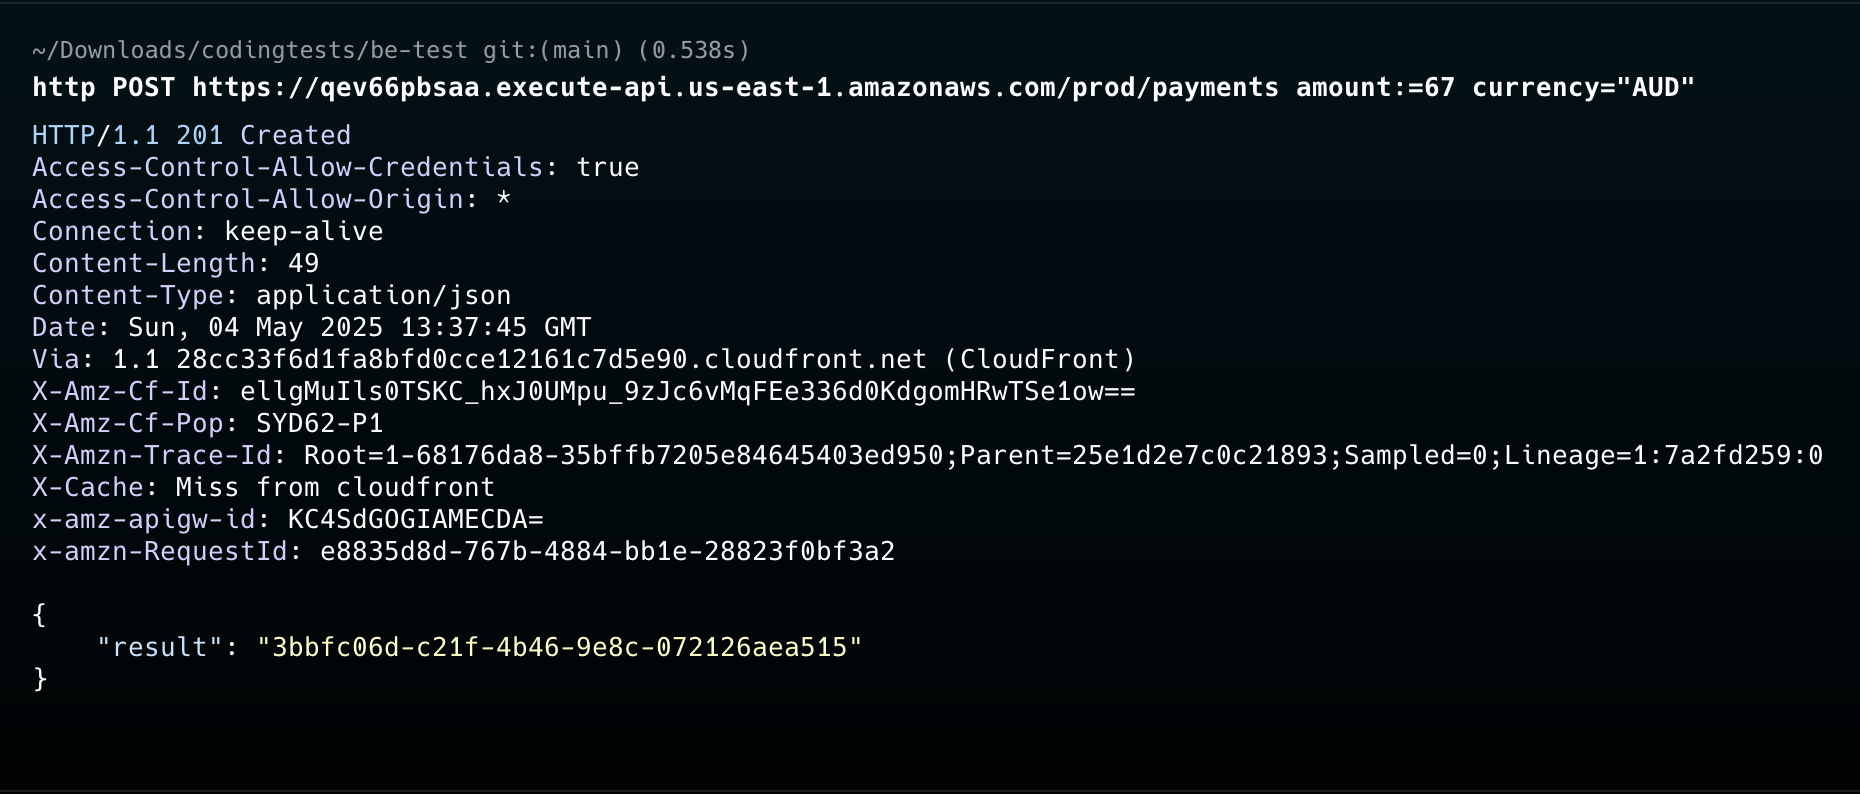 ~/Downloads/codingtests/be-test git:(main) (0.538s)
http POST https://qev66pbsaa.execute-api.us-east-1.amazonaws.com/prod/payments amount:=67 currency="AUD"
HTTP/1.1 201 Created
Access-Control-Allow-Credentials: true
Access-Control-Allow-Origin: *
Connection: keep-alive
Content-Length: 49
Content-Type: application/json
Date: Sun, 04 May 2025 13:37:45 GMT
Via: 1.1 28cc33f6d1fa8bfd0cce12161c7d5e90.cloudfront.net (CloudFront)
X-Amz-Cf-Id: ellgMuIls0TSKC_hxJ0UMpu_9zJc6vMqFEe336d0KdgomHRwTSe1ow==
X-Amz-Cf-Pop: SYD62-P1
X-Amzn-Trace-Id: Root=1-68176da8-35bffb7205e84645403ed950;Parent=25e1d2e7c0c21893;Sampled=0;Lineage=1:7a2fd259:0
X-Cache: Miss from cloudfront
x-amz-apigw-id: KC4SdGOGIAMECDA=
x-amzn-RequestId: e8835d8d-767b-4884-bb1e-28823f0bf3a2
{
    "result": "3bbfc06d-c21f-4b46-9e8c-072126aea515"
}